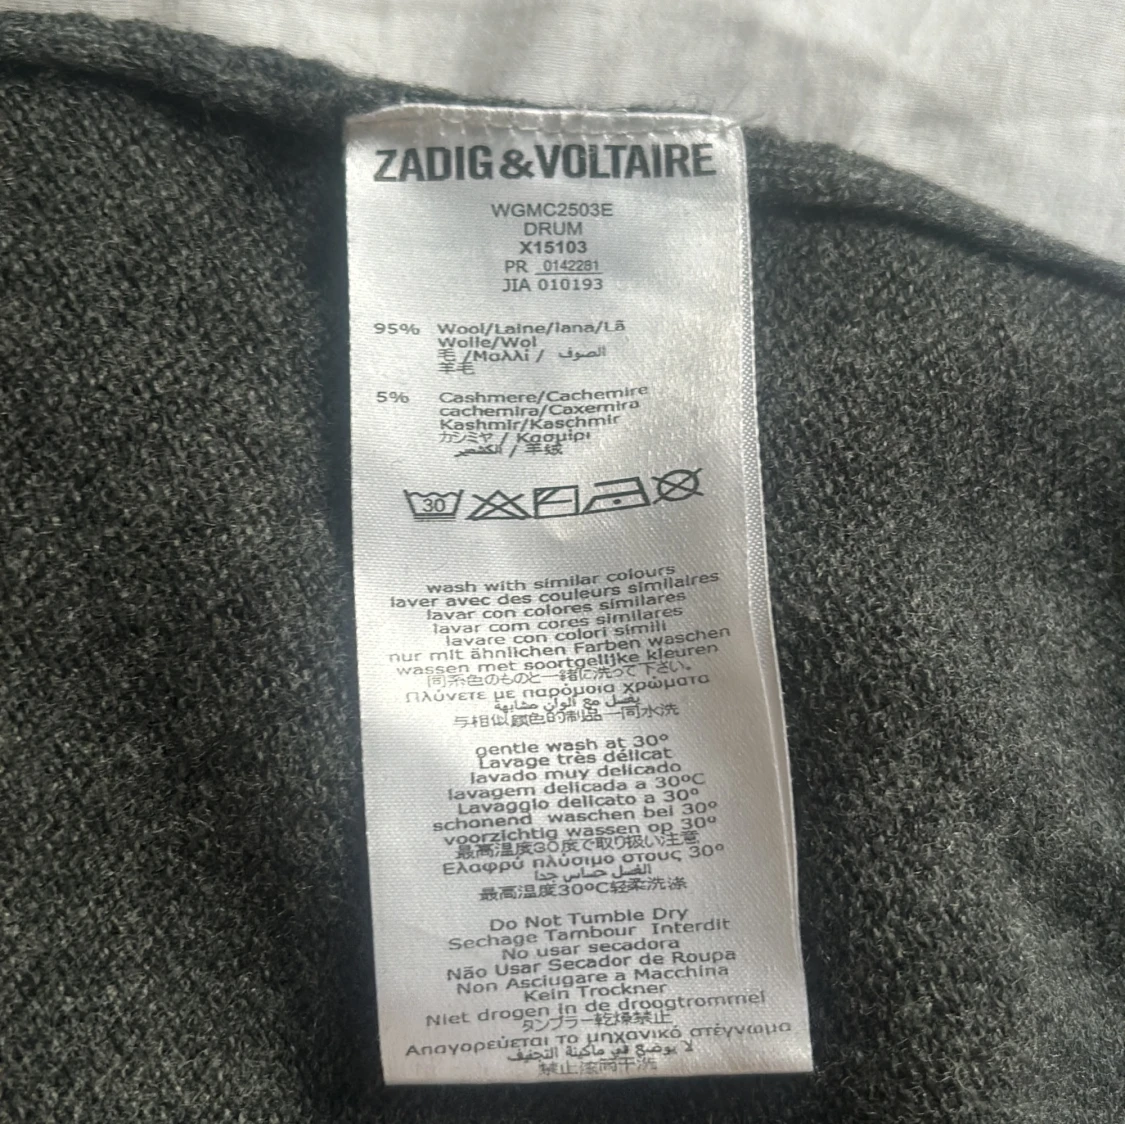 ZADIG&VOLTAIRE
WGMC2503E
DRUM
X15103
PR 0142281
JIA 010193
95% Wool/Laine/lana/Lã
Wolle/Wol
毛 /Μαλλί / الصوف
羊毛
5% Cashmere/Cachemire
cachemira/Caxemira
Kashmir/Kaschmir
カシミヤ / Κασμίρι
الكشمير / 羊绒
30
wash with similar colours
laver avec des couleurs similaires
lavar con colores similares
lavar com cores similares
lavare con colori simili
nur mit ähnlichen Farben waschen
wassen met soortgelijke kleuren
同系色のものと一緒に洗って下さい。
Πλύνετε με παρόμοια χρώματα
يغسل مع ألوان مشابهة
与相似颜色的制品一同水洗
gentle wash at 30°
Lavage très délicat
lavado muy delicado
lavagem delicada a 30°C
Lavaggio delicato a 30°
schonend waschen bei 30°
voorzichtig wassen op 30°
最高温度30度で取り扱い注意
Ελαφρύ πλύσιμο στους 30°
الغسل حساس جدا
最高温度30°C轻柔洗涤
Do Not Tumble Dry
Sechage Tambour Interdit
No usar secadora
Não Usar Secador de Roupa
Non Asciugare a Macchina
Kein Trockner
Niet drogen in de droogtrommel
タンブラー乾燥禁止
Απαγορεύεται το μηχανικό στέγνωμα
لا يوضع في ماكينة التجفيف
禁止滚筒干洗